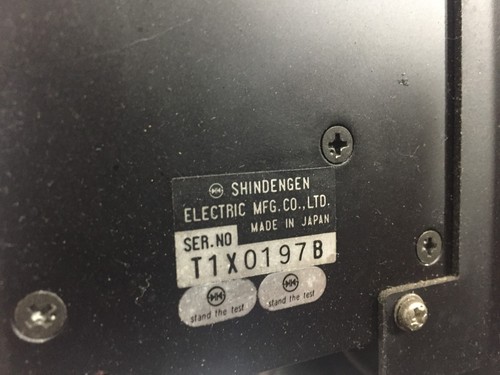 SHINDENGEN
ELECTRIC MFG.CO.,LTD.
MADE IN JAPAN
SER.NO
T1X0197B
stand the test
stand the test